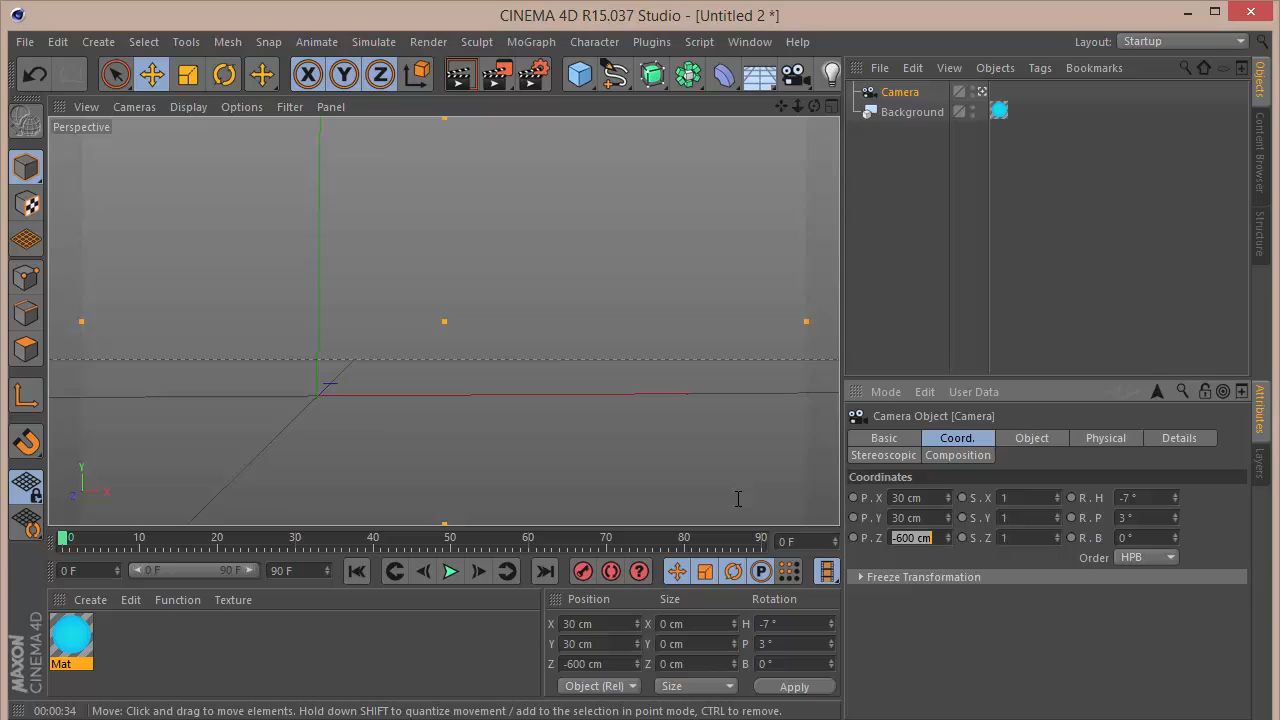 CINEMA 4D R15.037 Studio - [Untitled 2 *]
File Edit Create Select Tools Mesh Snap Animate Simulate Render Sculpt MoGraph Character Plugins Script Window Help Layout: Startup
X Y Z
File Edit View Objects Tags Bookmarks
View Cameras Display Options Filter Panel
Perspective
Camera
Background
Objects
Content Browser
Structure
Mode Edit User Data
Attributes
Layers
Camera Object [Camera]
Basic Coord. Object Physical Details
Stereoscopic Composition
Coordinates
P . X 30 cm S . X 1 R . H -7 °
P . Y 30 cm S . Y 1 R . P 3 °
P . Z -600 cm S . Z 1 R . B 0 °
Order HPB
Freeze Transformation
Y
Z X
0 10 20 30 40 50 60 70 80 90 0 F
0 F 0 F 90 F 90 F
P
Create Edit Function Texture
Mat
MAXON
CINEMA 4D
Position Size Rotation
X 30 cm X 0 cm H -7 °
Y 30 cm Y 0 cm P 3 °
Z -600 cm Z 0 cm B 0 °
Object (Rel) Size Apply
00:00:34 Move: Click and drag to move elements. Hold down SHIFT to quantize movement / add to the selection in point mode, CTRL to remove.